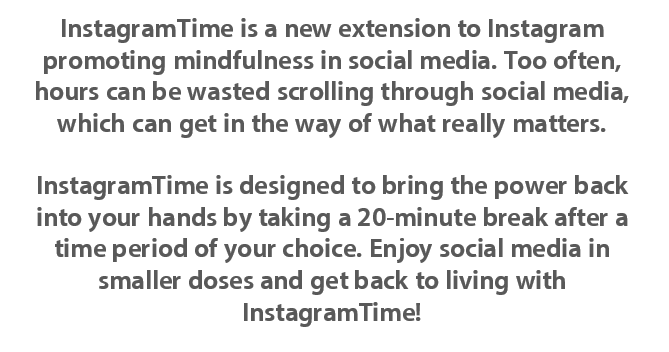 InstagramTime is a new extension to Instagram
promoting mindfulness in social media. Too often,
hours can be wasted scrolling through social media,
which can get in the way of what really matters.
InstagramTime is designed to bring the power back
into your hands by taking a 20-minute break after a
time period of your choice. Enjoy social media in
smaller doses and get back to living with
InstagramTime!